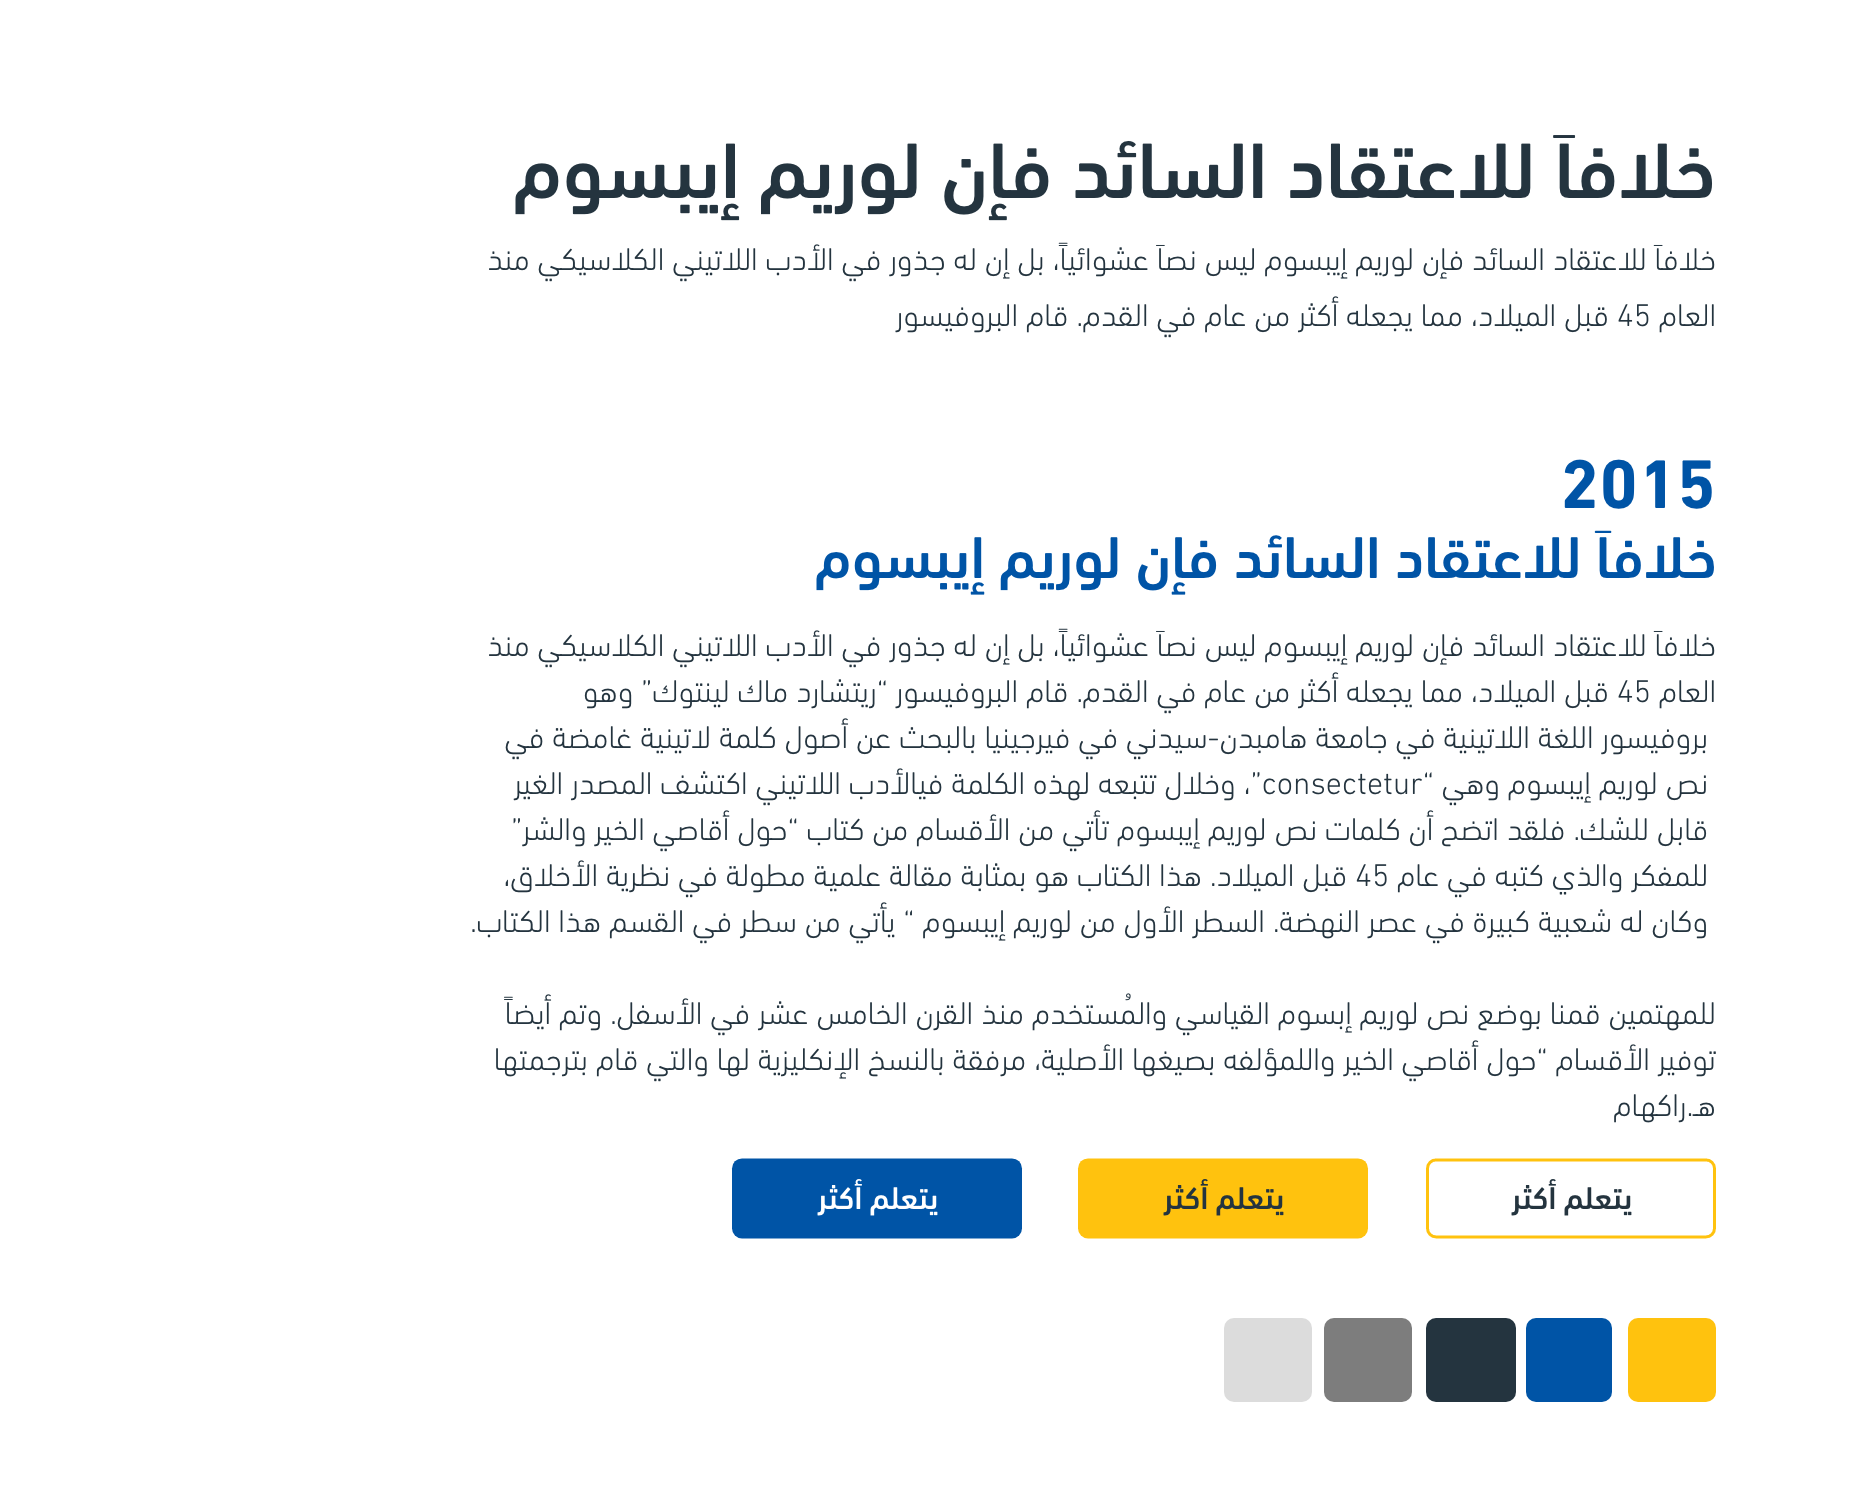 خلافاَ للاعتقاد السائد فإن لوريم إيبسوم
خلافاَ للاعتقاد السائد فإن لوريم إيبسوم ليس نصاَ عشوائياً، بل إن له جذور في الأدب اللاتيني الكلاسيكي منذ
العام 45 قبل الميلاد، مما يجعله أكثر من عام في القدم. قام البروفيسور
2015
خلافاَ للاعتقاد السائد فإن لوريم إيبسوم
خلافاَ للاعتقاد السائد فإن لوريم إيبسوم ليس نصاَ عشوائياً، بل إن له جذور في الأدب اللاتيني الكلاسيكي منذ
العام 45 قبل الميلاد، مما يجعله أكثر من عام في القدم. قام البروفيسور “ريتشارد ماك لينتوك” وهو
بروفيسور اللغة اللاتينية في جامعة هامبدن-سيدني في فيرجينيا بالبحث عن أصول كلمة لاتينية غامضة في
نص لوريم إيبسوم وهي “consectetur”، وخلال تتبعه لهذه الكلمة فيالأدب اللاتيني اكتشف المصدر الغير
قابل للشك. فلقد اتضح أن كلمات نص لوريم إيبسوم تأتي من الأقسام من كتاب “حول أقاصي الخير والشر”
للمفكر والذي كتبه في عام 45 قبل الميلاد. هذا الكتاب هو بمثابة مقالة علمية مطولة في نظرية الأخلاق،
وكان له شعبية كبيرة في عصر النهضة. السطر الأول من لوريم إيبسوم “ يأتي من سطر في القسم هذا الكتاب.
للمهتمين قمنا بوضع نص لوريم إبسوم القياسي والمُستخدم منذ القرن الخامس عشر في الأسفل. وتم أيضاً
توفير الأقسام “حول أقاصي الخير واللمؤلفه بصيغها الأصلية، مرفقة بالنسخ الإنكليزية لها والتي قام بترجمتها
هـ.راكهام
يتعلم أكثر
يتعلم أكثر
يتعلم أكثر